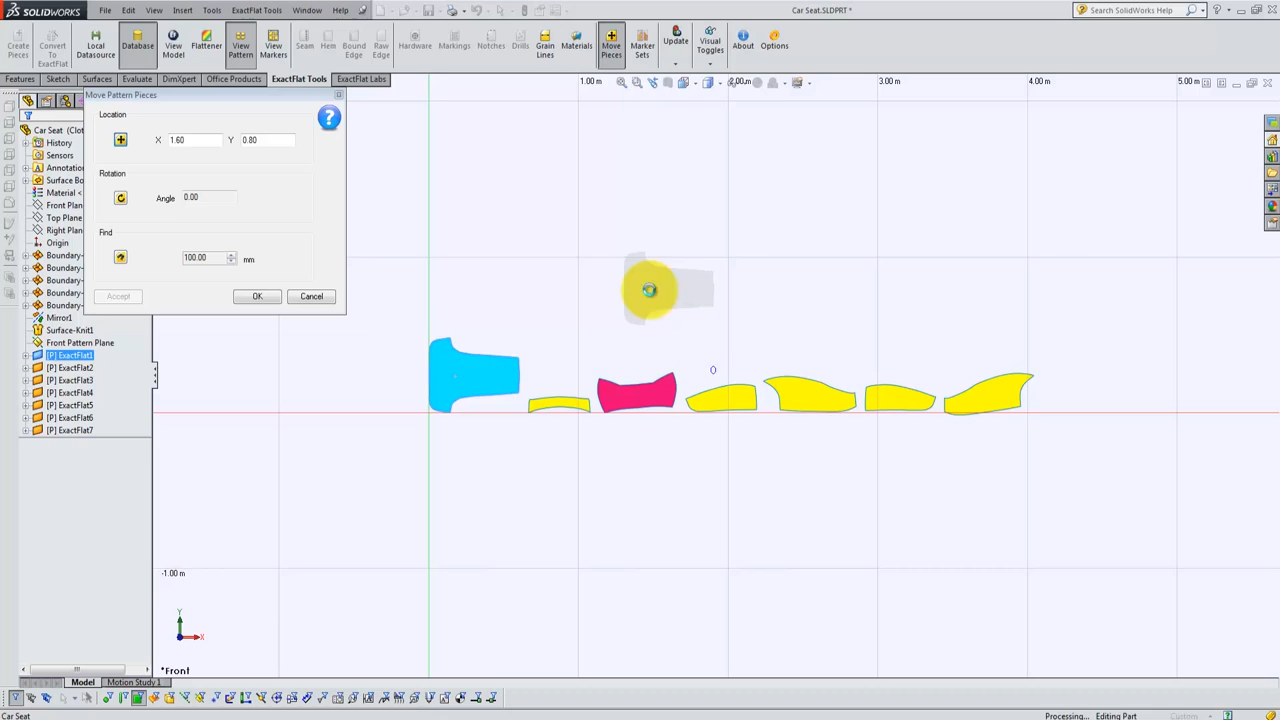 SOLIDWORKS File Edit View Insert Tools ExactFlat Tools Window Help Car Seat.SLDPRT * Search SolidWorks Help
Create Pieces Convert To ExactFlat Local Datasource Database View Model Flattener View Pattern View Markers Seam Hem Bound Edge Raw Edge Hardware Markings Notches Drills Grain Lines Materials Move Pieces Marker Sets Update Visual Toggles About Options
Features Sketch Surfaces Evaluate DimXpert Office Products ExactFlat Tools ExactFlat Labs
1.00 m 2.00 m 3.00 m 4.00 m 5.00 m
Move Pattern Pieces
Location
X 1.60 Y 0.80
Rotation
Angle 0.00
Find
100.00 mm
Accept OK Cancel
Car Seat (Clot
History
Sensors
Annotation
Surface Bo
Material <
Front Plan
Top Plane
Right Plan
Origin
Boundary-
Boundary-
Boundary-
Boundary-
Boundary-
Mirror1
Surface-Knit1
Front Pattern Plane
[P] ExactFlat1
[P] ExactFlat2
[P] ExactFlat3
[P] ExactFlat4
[P] ExactFlat5
[P] ExactFlat6
[P] ExactFlat7
-1.00 m
Y
X
*Front
Model Motion Study 1
Car Seat Processing... Editing Part Custom